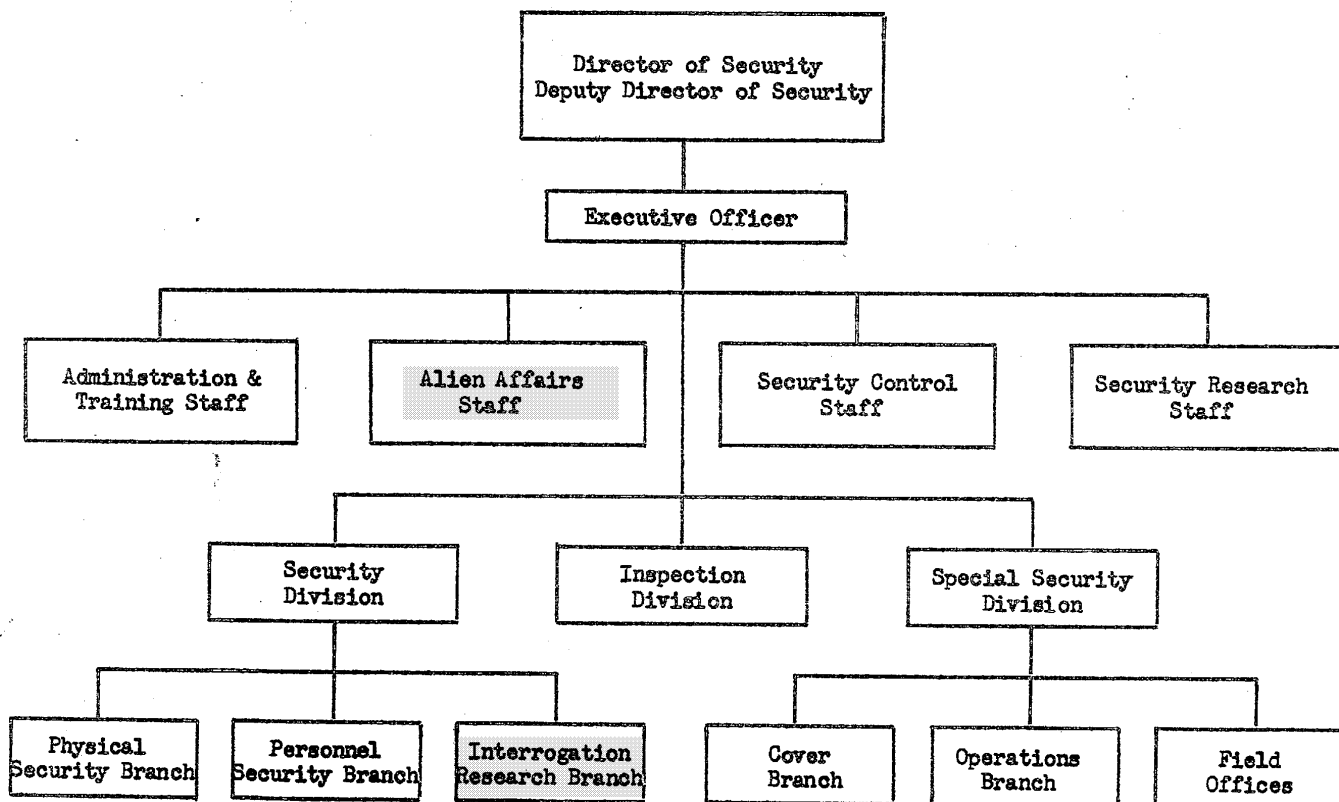 Director of Security
Deputy Director of Security
Executive Officer
Administration &
Training Staff
Alien Affairs
Staff
Security Control
Staff
Security Research
Staff
Security
Division
Inspection
Division
Special Security
Division
Physical
Security Branch
Personnel
Security Branch
Interrogation
Research Branch
Cover
Branch
Operations
Branch
Field
Offices